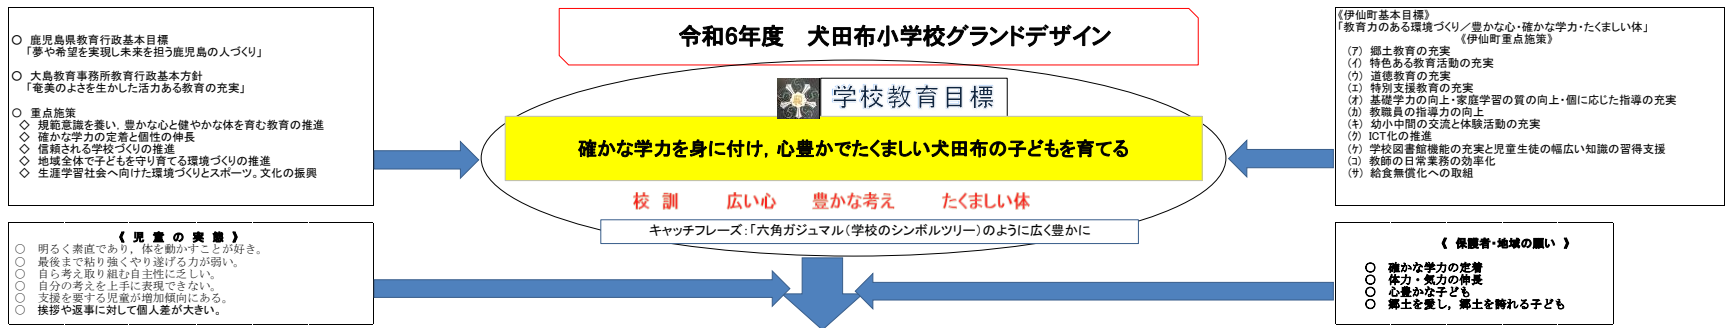 令和6年度　犬田布小学校グランドデザイン
○　鹿児島県教育行政基本目標
「夢や希望を実現し未来を担う鹿児島の人づくり」
○　大島教育事務所教育行政基本方針
「奄美のよさを生かした活力ある教育の充実」
○　重点施策
◇　規範意識を養い，豊かな心と健やかな体を育む教育の推進
◇　確かな学力の定着と個性の伸長
◇　信頼される学校づくりの推進
◇　地域全体で子どもを守り育てる環境づくりの推進
◇　生涯学習社会へ向けた環境づくりとスポーツ。文化の振興
学校教育目標
確かな学力を身に付け，心豊かでたくましい犬田布の子どもを育てる
校　訓　　広い心　　豊かな考え　　たくましい体
キャッチフレーズ：「六角ガジュマル（学校のシンボルツリー）のように広く豊かに
《伊仙町基本目標》
「教育力のある環境づくり／豊かな心・確かな学力・たくましい体」
《伊仙町重点施策》
（ｱ）　郷土教育の充実
（ｲ）　特色ある教育活動の充実
（ｳ）　道徳教育の充実
（ｴ）　特別支援教育の充実
（ｵ）　基礎学力の向上・家庭学習の質の向上・個に応じた指導の充実
（ｶ）　教職員の指導力の向上
（ｷ）　幼小中間の交流と体験活動の充実
（ｸ）　ICT化の推進
（ｹ）　学校図書館機能の充実と児童生徒の幅広い知識の習得支援
（ｺ）　教師の日常業務の効率化
（ｻ）　給食無償化への取組
《 児 童 の 実 態 》
○　明るく素直であり，体を動かすことが好き。
○　最後まで粘り強くやり遂げる力が弱い。
○　自ら考え取り組む自主性に乏しい。
○　自分の考えを上手に表現できない。
○　支援を要する児童が増加傾向にある。
○　挨拶や返事に対して個人差が大きい。
《 保護者・地域の願い 》
○　確かな学力の定着
○　体力・気力の伸長
○　心豊かな子ども
○　郷土を愛し，郷土を誇れる子ども